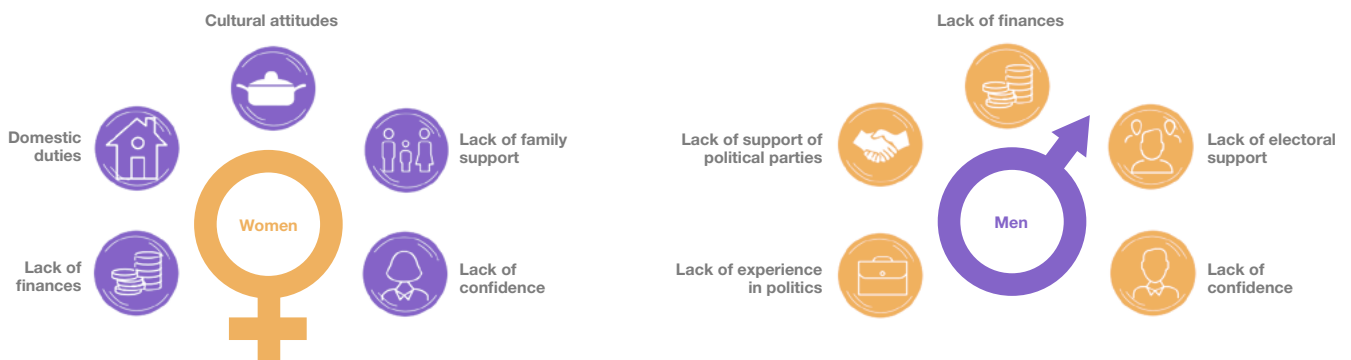 Cultural attitudes
Domestic
duties
Lack of family
support
Women
Lack of
finances
Lack of
confidence
Lack of finances
Lack of support of
political parties
Lack of electoral
support
Men
Lack of experience
in politics
Lack of
confidence